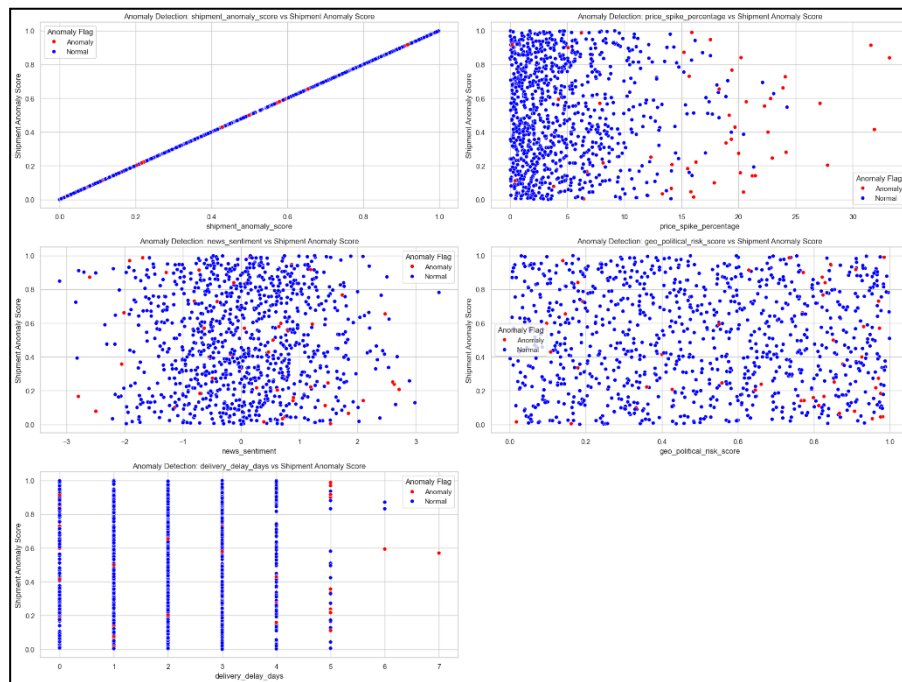 Anomaly Detection: shipment_anomaly_score vs Shipment Anomaly Score
Shipment Anomaly Score
1.0
0.8
0.6
0.4
0.2
0.0
Anomaly Flag
Anomaly
Normal
0.0 0.2 0.4 0.6 0.8 1.0
shipment_anomaly_score
Anomaly Detection: price_spike_percentage vs Shipment Anomaly Score
Shipment Anomaly Score
1.0
0.8
0.6
0.4
0.2
0.0
Anomaly Flag
Anomaly
Normal
0 5 10 15 20 25 30
price_spike_percentage
Anomaly Detection: news_sentiment vs Shipment Anomaly Score
Shipment Anomaly Score
1.0
0.8
0.6
0.4
0.2
0.0
Anomaly Flag
Anomaly
Normal
-3 -2 -1 0 1 2 3
news_sentiment
Anomaly Detection: geo_political_risk_score vs Shipment Anomaly Score
Shipment Anomaly Score
1.0
0.8
0.6
0.4
0.2
0.0
Anomaly Flag
Anomaly
Normal
0.0 0.2 0.4 0.6 0.8 1.0
geo_political_risk_score
Anomaly Detection: delivery_delay_days vs Shipment Anomaly Score
Shipment Anomaly Score
1.0
0.8
0.6
0.4
0.2
0.0
Anomaly Flag
Anomaly
Normal
0 1 2 3 4 5 6 7
delivery_delay_days